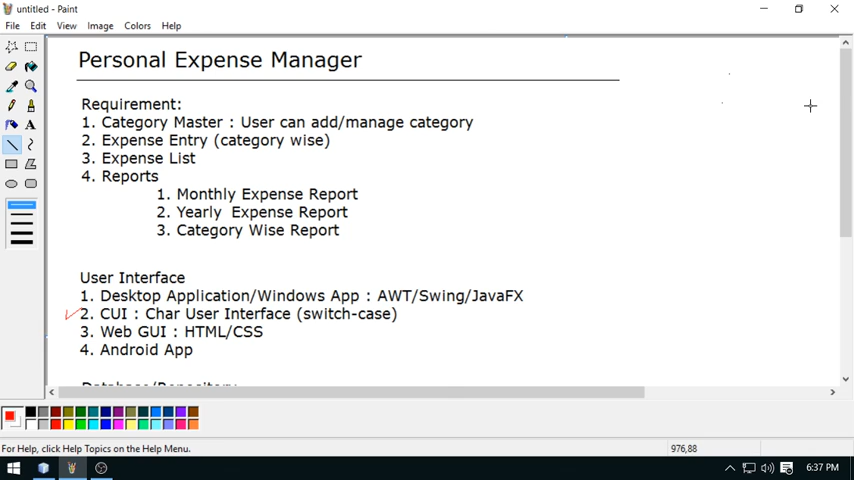 untitled - Paint
File Edit View Image Colors Help
Personal Expense Manager
Requirement:
1. Category Master : User can add/manage category
2. Expense Entry (category wise)
3. Expense List
4. Reports
1. Monthly Expense Report
2. Yearly  Expense Report
3. Category Wise Report
User Interface
1. Desktop Application/Windows App : AWT/Swing/JavaFX
2. CUI : Char User Interface (switch-case)
3. Web GUI : HTML/CSS
4. Android App
Database/Repository
For Help, click Help Topics on the Help Menu.
976,88
6:37 PM